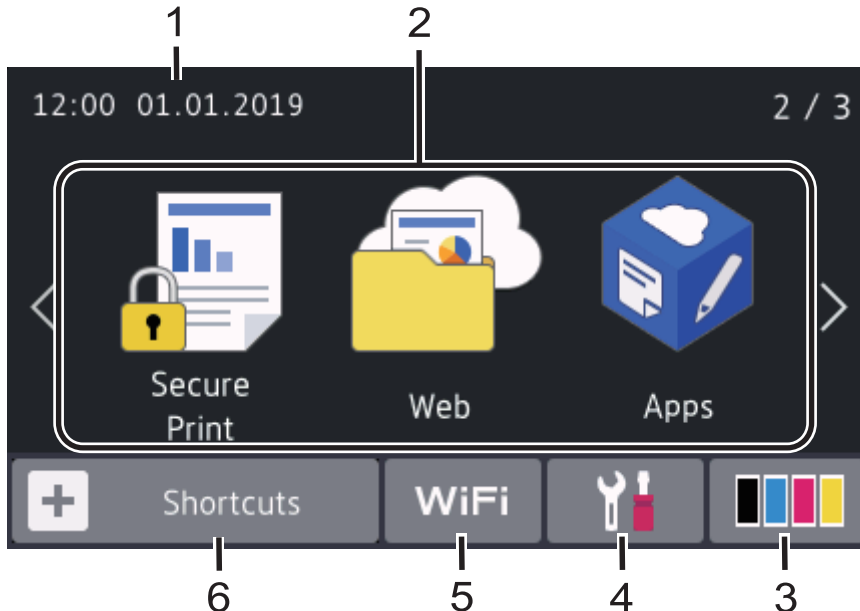 1 2
12:00 01.01.2019 2 / 3
Secure
Print
Web
Apps
Shortcuts
WiFi
6 5 4 3